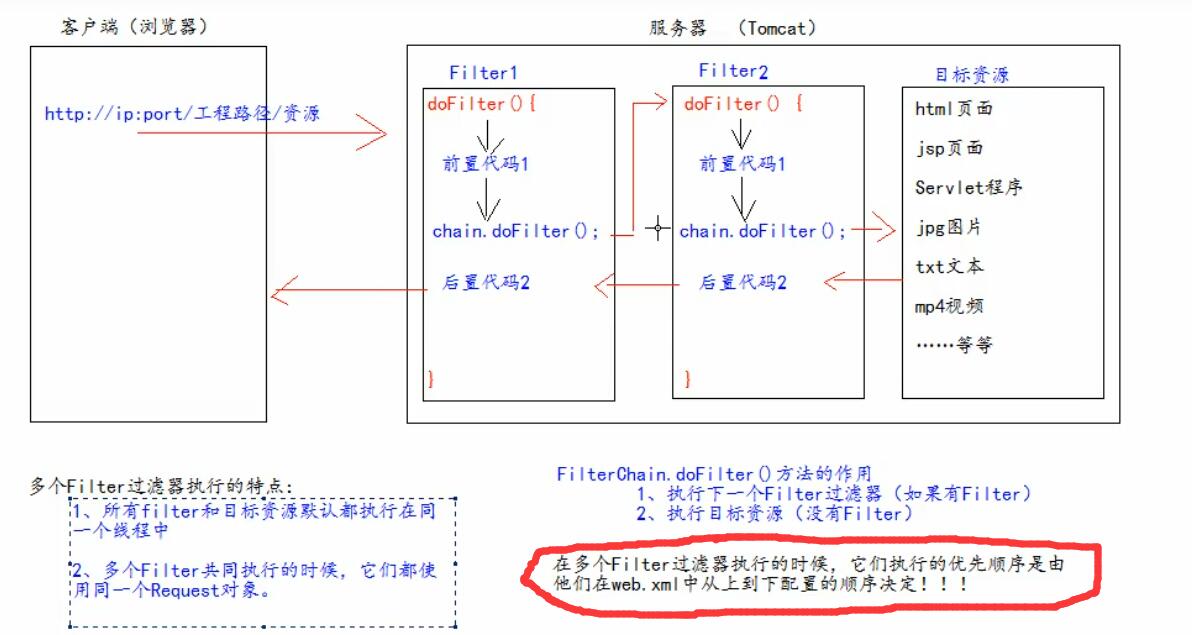 客户端（浏览器）
服务器 （Tomcat）
http://ip:port/工程路径/资源
Filter1
doFilter(){
前置代码1
chain.doFilter();
后置代码2
}
Filter2
doFilter() {
前置代码1
chain.doFilter();
后置代码2
}
目标资源
html页面
jsp页面
Servlet程序
jpg图片
txt文本
mp4视频
……等等
多个Filter过滤器执行的特点：
1、所有filter和目标资源默认都执行在同
一个线程中
2、多个Filter共同执行的时候，它们都使
用同一个Request对象。
FilterChain.doFilter()方法的作用
1、执行下一个Filter过滤器（如果有Filter）
2、执行目标资源（没有Filter）
在多个Filter过滤器执行的时候，它们执行的优先顺序是由
他们在web.xml中从上到下配置的顺序决定！！！